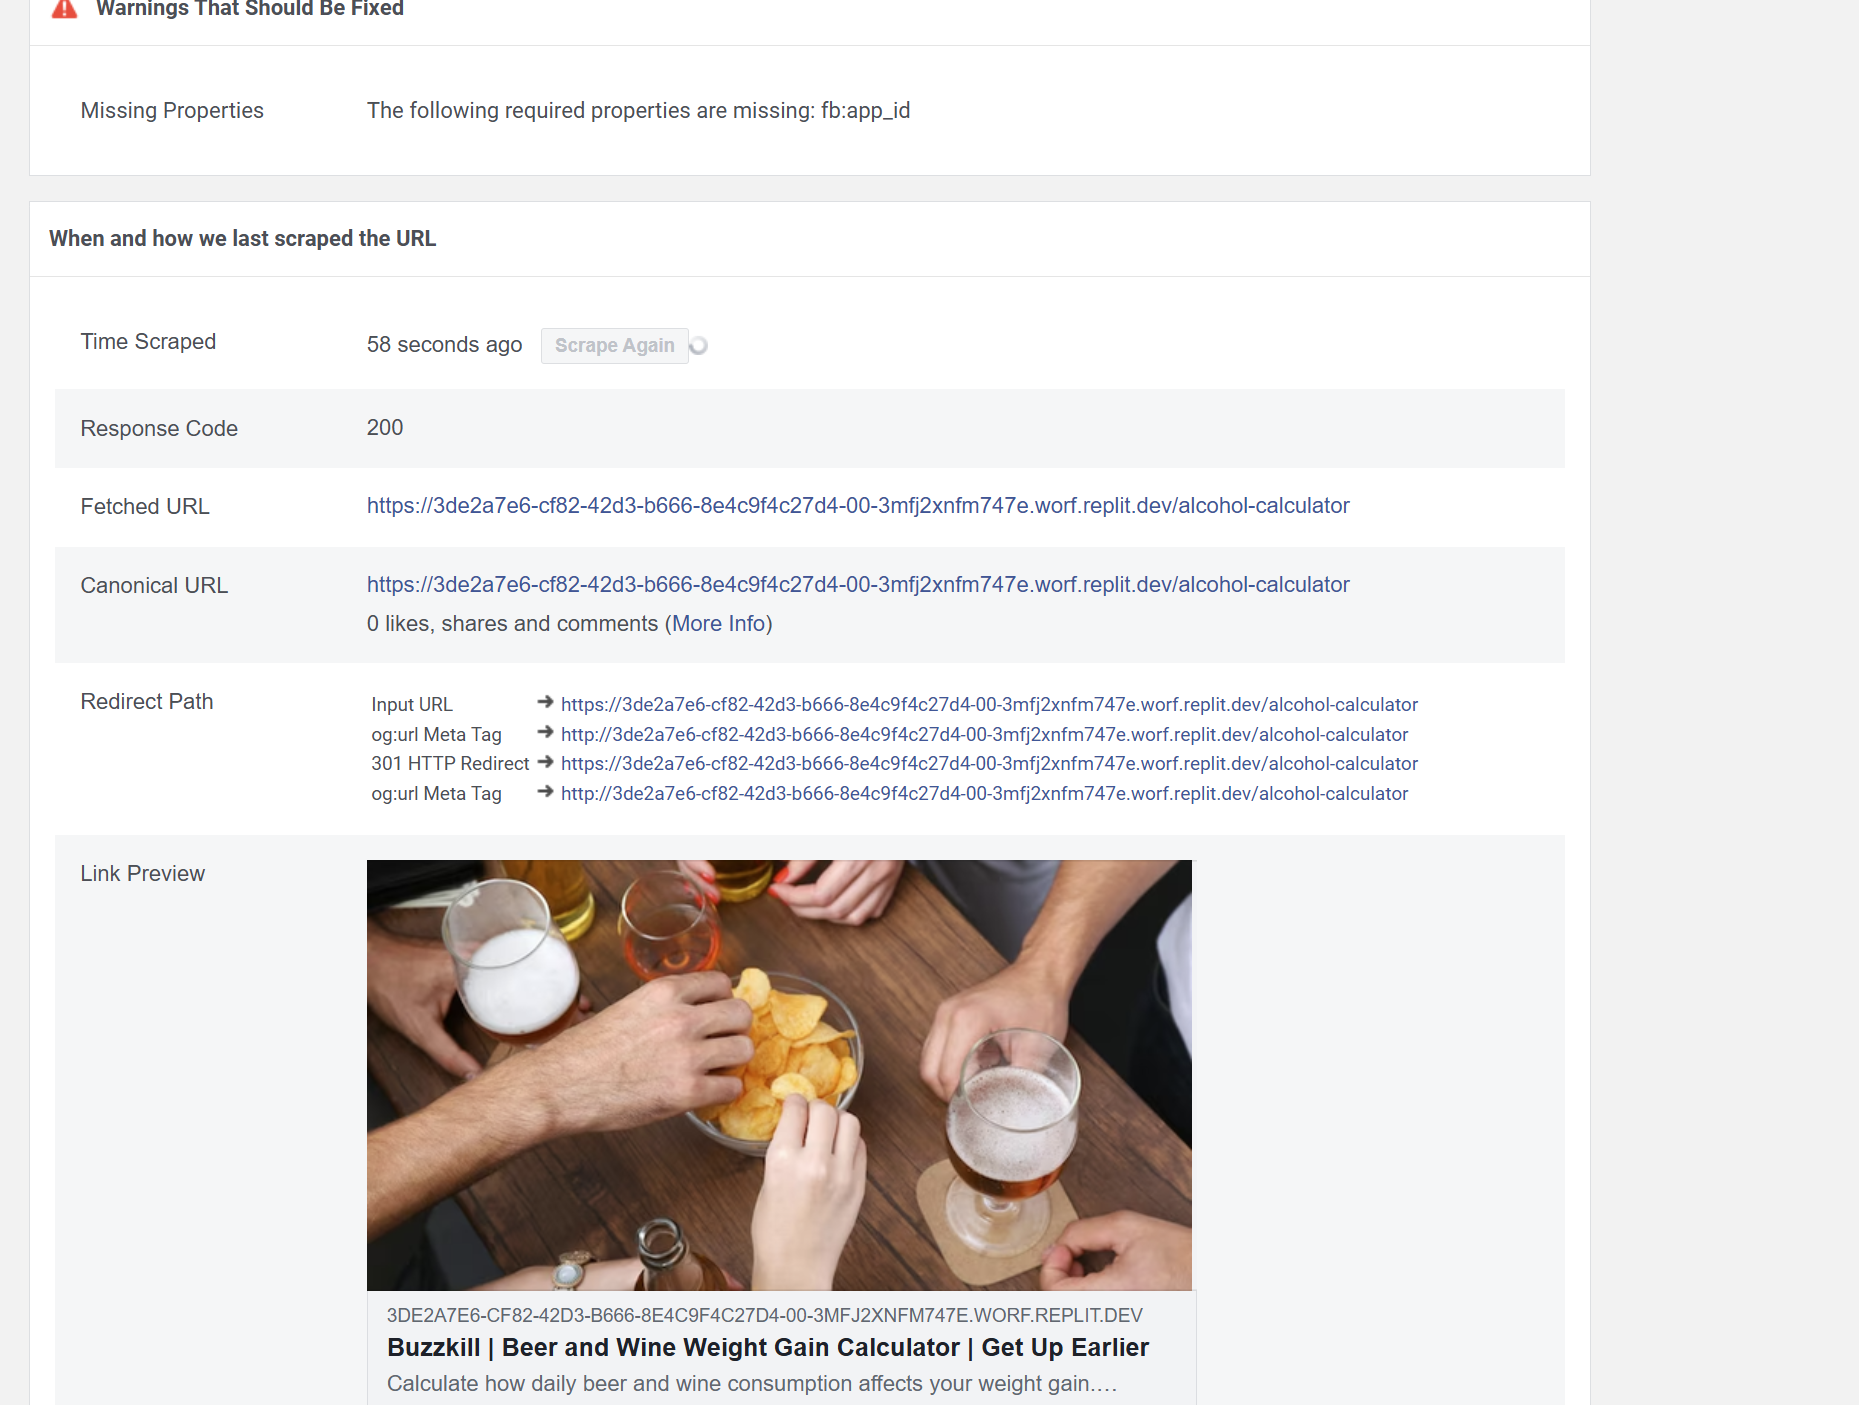 Warnings That Should Be Fixed
Missing Properties The following required properties are missing: fb:app_id
When and how we last scraped the URL
Time Scraped 58 seconds ago Scrape Again
Response Code 200
Fetched URL https://3de2a7e6-cf82-42d3-b666-8e4c9f4c27d4-00-3mfj2xnfm747e.worf.replit.dev/alcohol-calculator
Canonical URL https://3de2a7e6-cf82-42d3-b666-8e4c9f4c27d4-00-3mfj2xnfm747e.worf.replit.dev/alcohol-calculator
0 likes, shares and comments (More Info)
Redirect Path Input URL ➔ https://3de2a7e6-cf82-42d3-b666-8e4c9f4c27d4-00-3mfj2xnfm747e.worf.replit.dev/alcohol-calculator
og:url Meta Tag ➔ http://3de2a7e6-cf82-42d3-b666-8e4c9f4c27d4-00-3mfj2xnfm747e.worf.replit.dev/alcohol-calculator
301 HTTP Redirect ➔ https://3de2a7e6-cf82-42d3-b666-8e4c9f4c27d4-00-3mfj2xnfm747e.worf.replit.dev/alcohol-calculator
og:url Meta Tag ➔ http://3de2a7e6-cf82-42d3-b666-8e4c9f4c27d4-00-3mfj2xnfm747e.worf.replit.dev/alcohol-calculator
Link Preview
3DE2A7E6-CF82-42D3-B666-8E4C9F4C27D4-00-3MFJ2XNFM747E.WORF.REPLIT.DEV
Buzzkill | Beer and Wine Weight Gain Calculator | Get Up Earlier
Calculate how daily beer and wine consumption affects your weight gain....